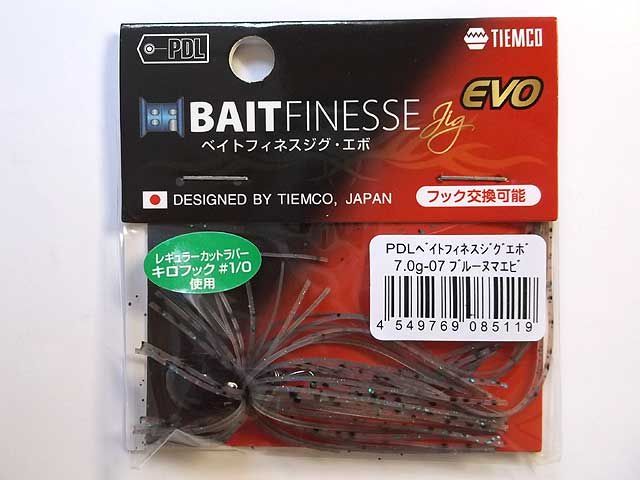 PDL
TIEMCO
BAITFINESSE Jig EVO
ベイトフィネスジグ・エボ
DESIGNED BY TIEMCO, JAPAN
フック交換可能
レギュラーカットラバー
キロフック #1/0
使用
PDLﾍﾞｲﾄﾌｨﾈｽｼﾞｸﾞｴﾎﾞ
7.0g-07 ﾌﾞﾙｰﾇﾏｴﾋﾞ
4 549769 085119